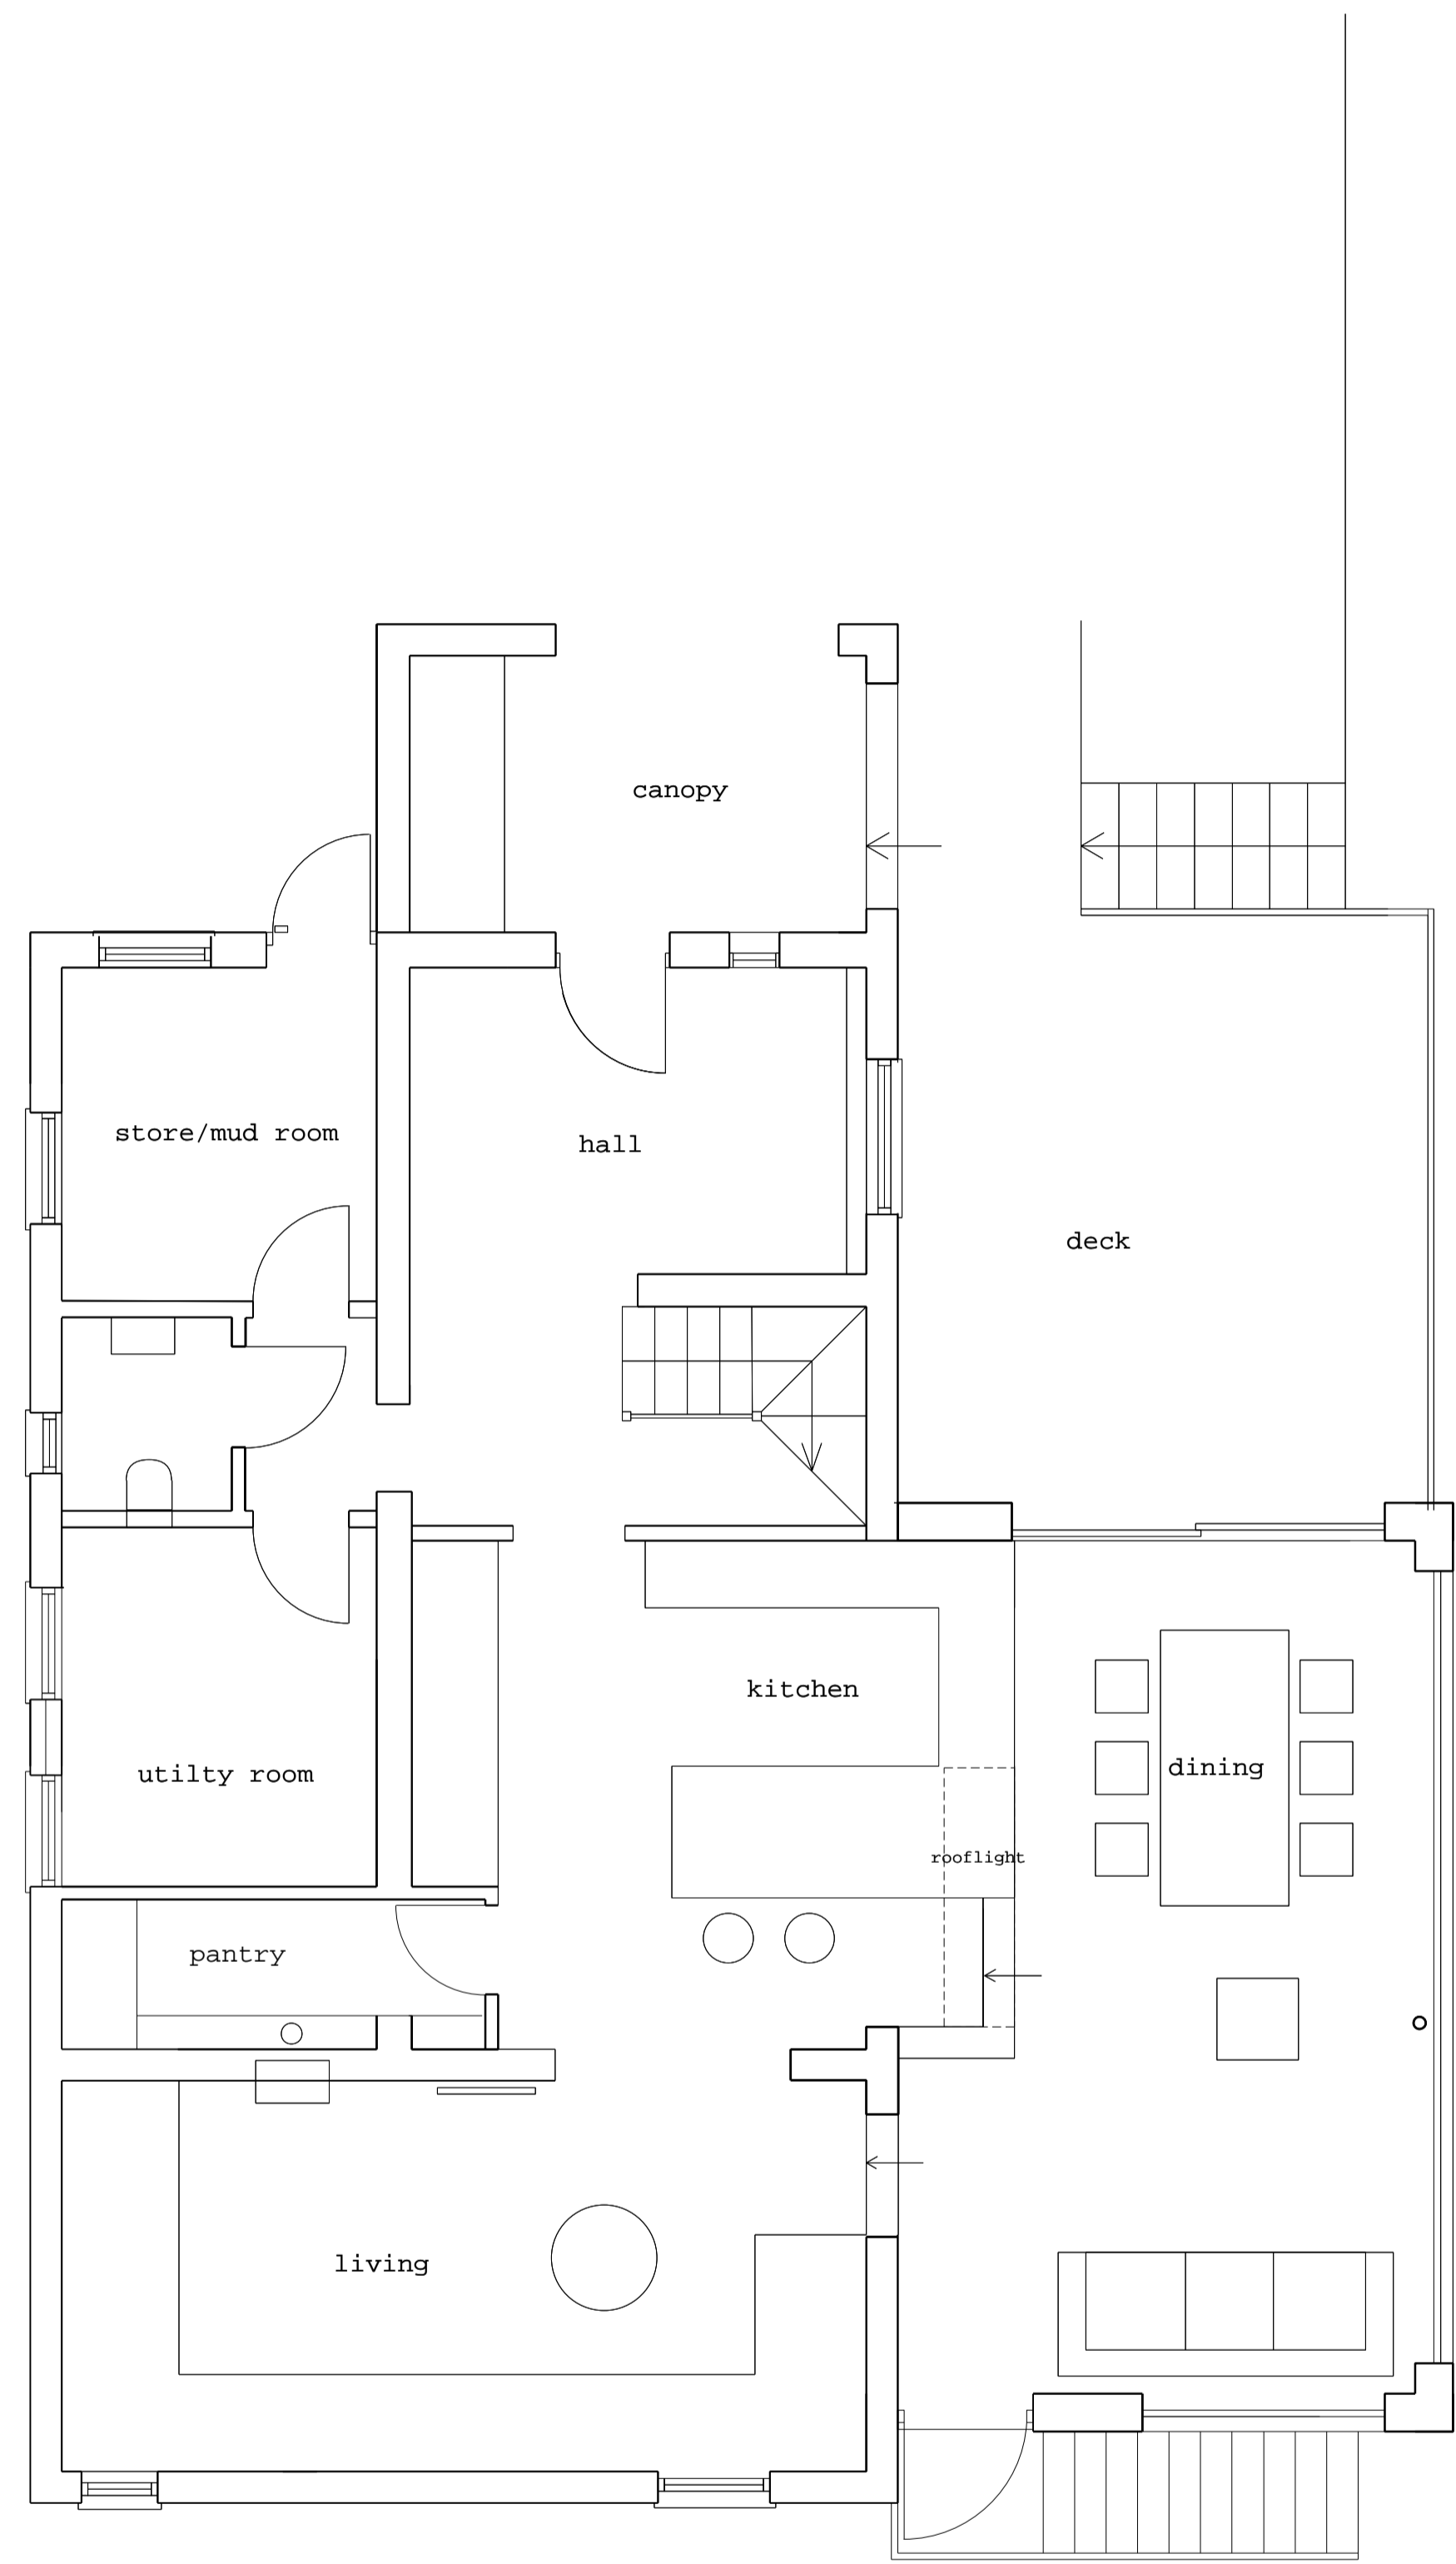 canopy
store/mud room
hall
deck
kitchen
dining
utilty room
rooflight
pantry
living